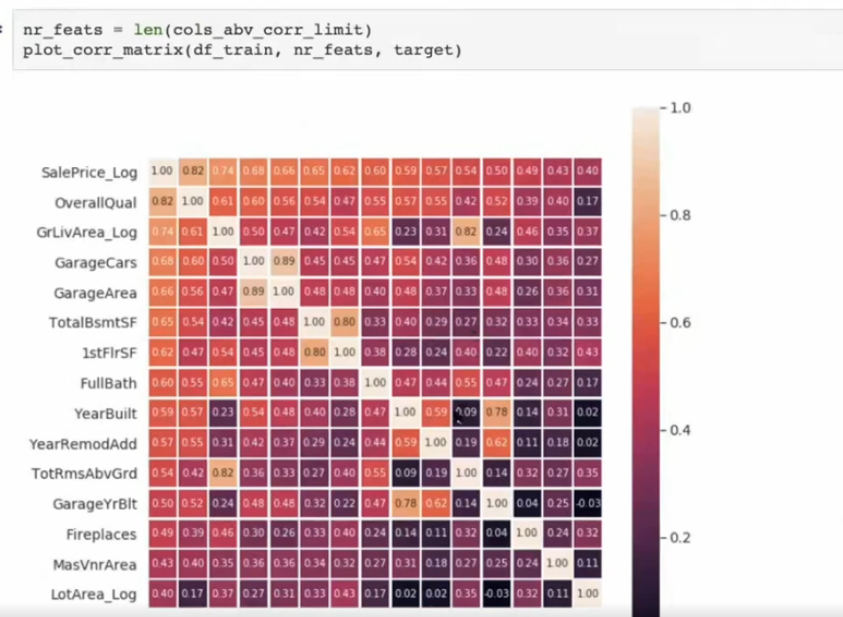 nr_feats = len(cols_abv_corr_limit)
plot_corr_matrix(df_train, nr_feats, target)
1.0
SalePrice_Log 1.00 0.82 0.74 0.68 0.66 0.65 0.62 0.60 0.59 0.57 0.54 0.50 0.49 0.43 0.40
OverallQual 0.82 1.00 0.61 0.60 0.56 0.54 0.47 0.55 0.57 0.55 0.42 0.52 0.39 0.40 0.17
0.8
GrLivArea_Log 0.74 0.61 1.00 0.50 0.47 0.42 0.54 0.65 0.23 0.31 0.82 0.24 0.46 0.35 0.37
GarageCars 0.68 0.60 0.50 1.00 0.89 0.45 0.45 0.47 0.54 0.42 0.36 0.48 0.30 0.36 0.27
GarageArea 0.66 0.56 0.47 0.89 1.00 0.48 0.48 0.40 0.48 0.37 0.33 0.48 0.26 0.36 0.31
TotalBsmtSF 0.65 0.54 0.42 0.45 0.48 1.00 0.80 0.33 0.40 0.29 0.27 0.32 0.33 0.34 0.33
0.6
1stFlrSF 0.62 0.47 0.54 0.45 0.48 0.80 1.00 0.38 0.28 0.24 0.40 0.22 0.40 0.32 0.43
FullBath 0.60 0.55 0.65 0.47 0.40 0.33 0.38 1.00 0.47 0.44 0.55 0.47 0.24 0.27 0.17
YearBuilt 0.59 0.57 0.23 0.54 0.48 0.40 0.28 0.47 1.00 0.59 0.09 0.78 0.14 0.31 0.02
0.4
YearRemodAdd 0.57 0.55 0.31 0.42 0.37 0.29 0.24 0.44 0.59 1.00 0.19 0.62 0.11 0.18 0.02
TotRmsAbvGrd 0.54 0.42 0.82 0.36 0.33 0.27 0.40 0.55 0.09 0.19 1.00 0.14 0.32 0.27 0.35
GarageYrBlt 0.50 0.52 0.24 0.48 0.48 0.32 0.22 0.47 0.78 0.62 0.14 1.00 0.04 0.25 -0.03
Fireplaces 0.49 0.39 0.46 0.30 0.26 0.33 0.40 0.24 0.14 0.11 0.32 0.04 1.00 0.24 0.32
0.2
MasVnrArea 0.43 0.40 0.35 0.36 0.36 0.34 0.32 0.27 0.31 0.18 0.27 0.25 0.24 1.00 0.11
LotArea_Log 0.40 0.17 0.37 0.27 0.31 0.33 0.43 0.17 0.02 0.02 0.35 -0.03 0.32 0.11 1.00